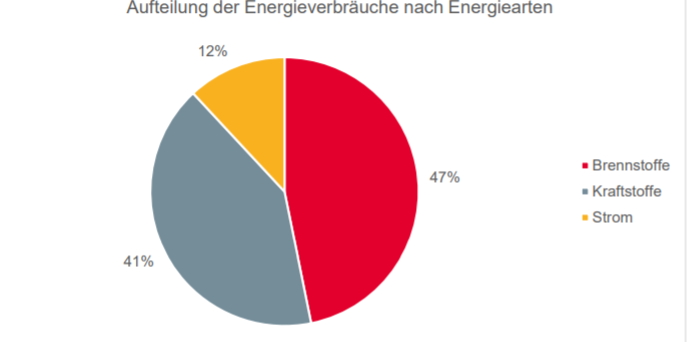 Aufteilung der Energieverbräuche nach Energiearten
12%
47%
41%
Brennstoffe
Kraftstoffe
Strom